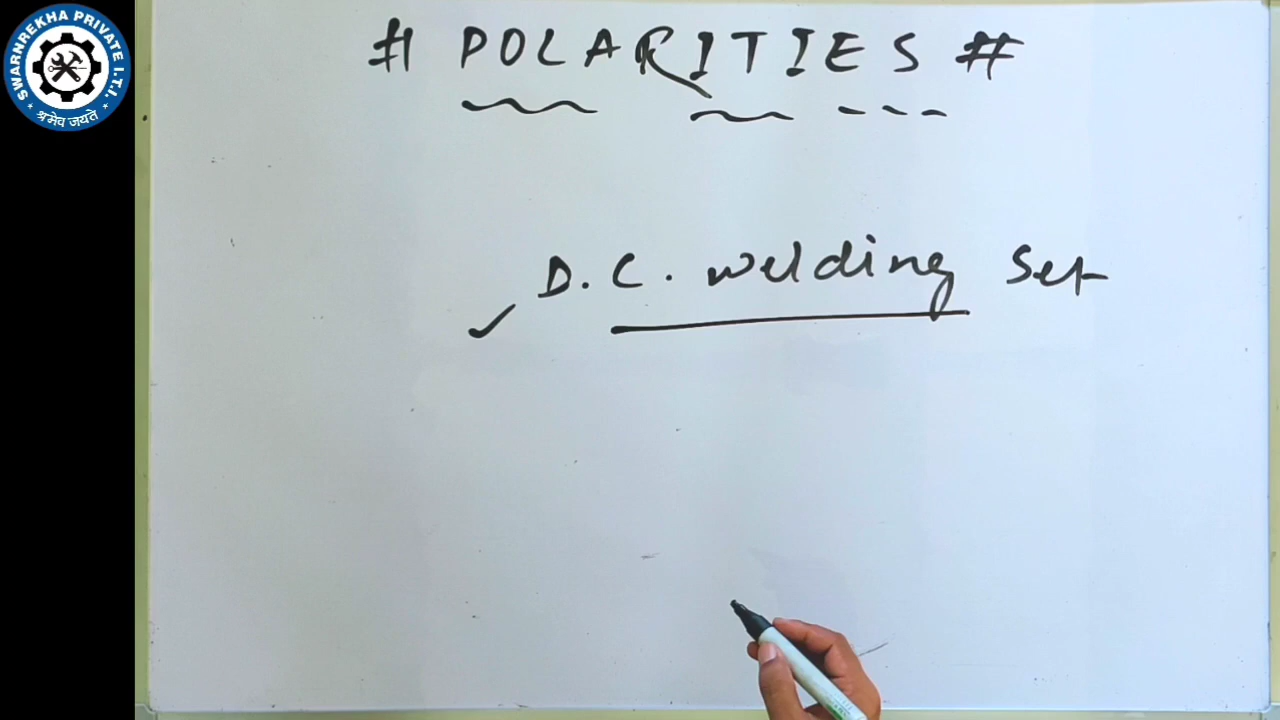 SWARNREKHA PRIVATE I.T.I.
श्रमेव जयते
# POLARITIES #
D.C. welding Set